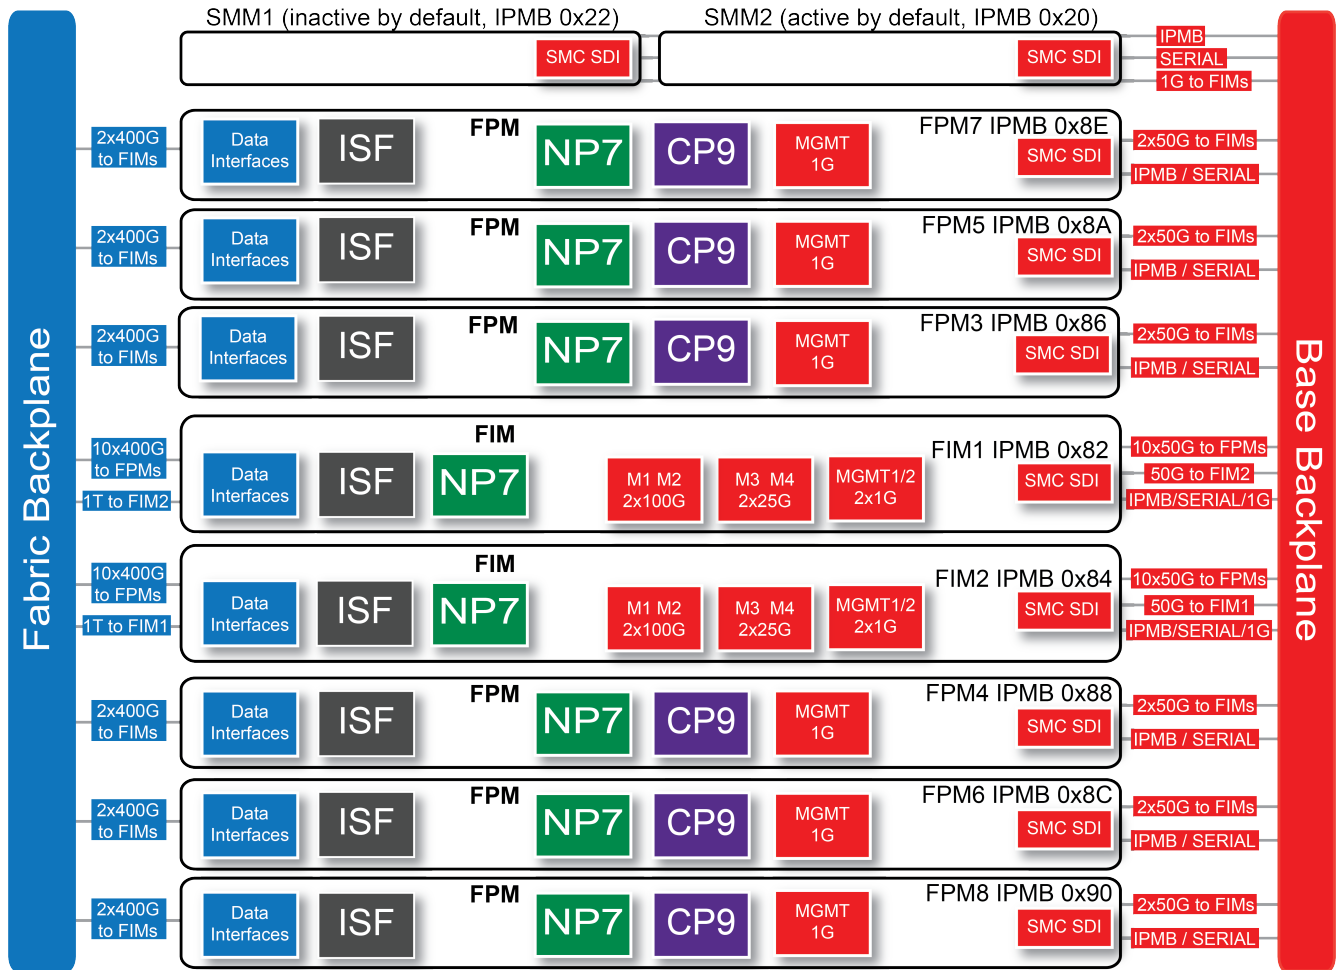 SMM1 (inactive by default, IPMB 0x22)
SMM2 (active by default, IPMB 0x20)
SMC SDI
SMC SDI
IPMB
SERIAL
1G to FIMs
Fabric Backplane
Base Backplane
2x400G
to FIMs
Data
Interfaces
ISF
FPM
NP7
CP9
MGMT
1G
FPM7 IPMB 0x8E
SMC SDI
2x50G to FIMs
IPMB / SERIAL
2x400G
to FIMs
Data
Interfaces
ISF
FPM
NP7
CP9
MGMT
1G
FPM5 IPMB 0x8A
SMC SDI
2x50G to FIMs
IPMB / SERIAL
2x400G
to FIMs
Data
Interfaces
ISF
FPM
NP7
CP9
MGMT
1G
FPM3 IPMB 0x86
SMC SDI
2x50G to FIMs
IPMB / SERIAL
10x400G
to FPMs
1T to FIM2
Data
Interfaces
ISF
FIM
NP7
M1 M2
2x100G
M3 M4
2x25G
MGMT1/2
2x1G
FIM1 IPMB 0x82
SMC SDI
10x50G to FPMs
50G to FIM2
IPMB/SERIAL/1G
10x400G
to FPMs
1T to FIM1
Data
Interfaces
ISF
FIM
NP7
M1 M2
2x100G
M3 M4
2x25G
MGMT1/2
2x1G
FIM2 IPMB 0x84
SMC SDI
10x50G to FPMs
50G to FIM1
IPMB/SERIAL/1G
2x400G
to FIMs
Data
Interfaces
ISF
FPM
NP7
CP9
MGMT
1G
FPM4 IPMB 0x88
SMC SDI
2x50G to FIMs
IPMB / SERIAL
2x400G
to FIMs
Data
Interfaces
ISF
FPM
NP7
CP9
MGMT
1G
FPM6 IPMB 0x8C
SMC SDI
2x50G to FIMs
IPMB / SERIAL
2x400G
to FIMs
Data
Interfaces
ISF
FPM
NP7
CP9
MGMT
1G
FPM8 IPMB 0x90
SMC SDI
2x50G to FIMs
IPMB / SERIAL